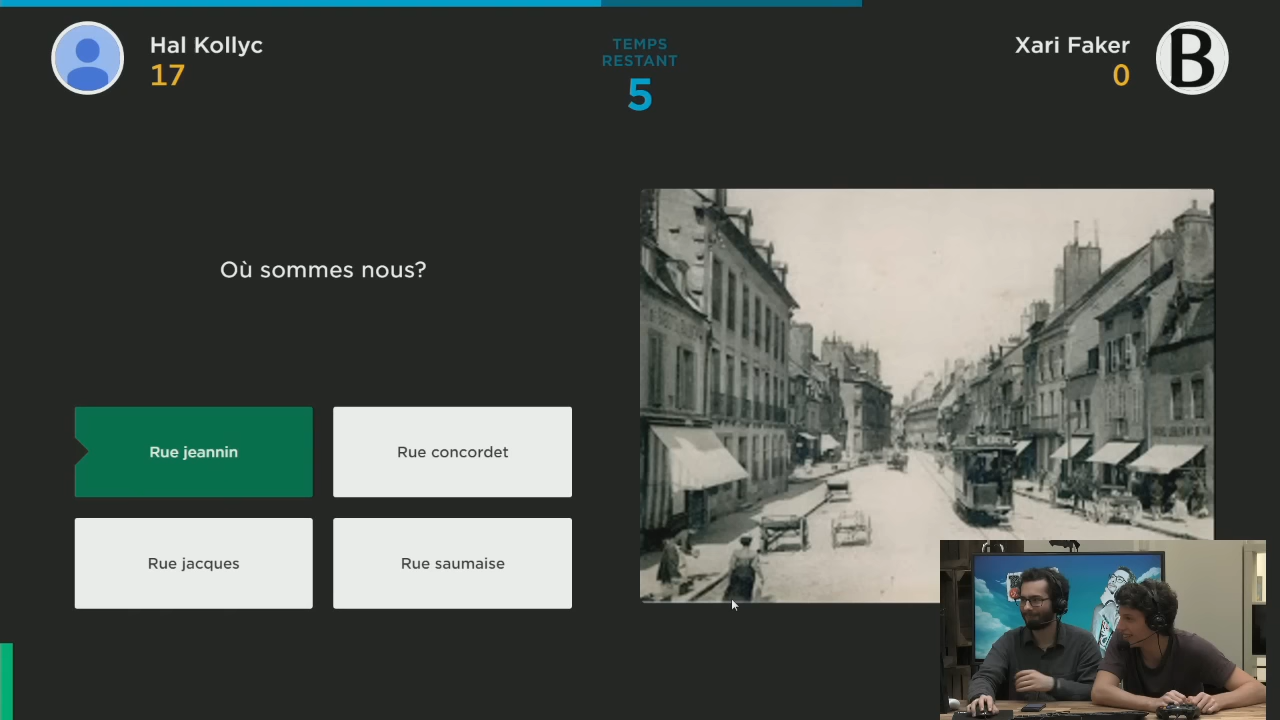 Hal Kollyc
17
TEMPS
RESTANT
5
Xari Faker
0
B
Où sommes nous?
Rue jeannin
Rue concordet
Rue jacques
Rue saumaise